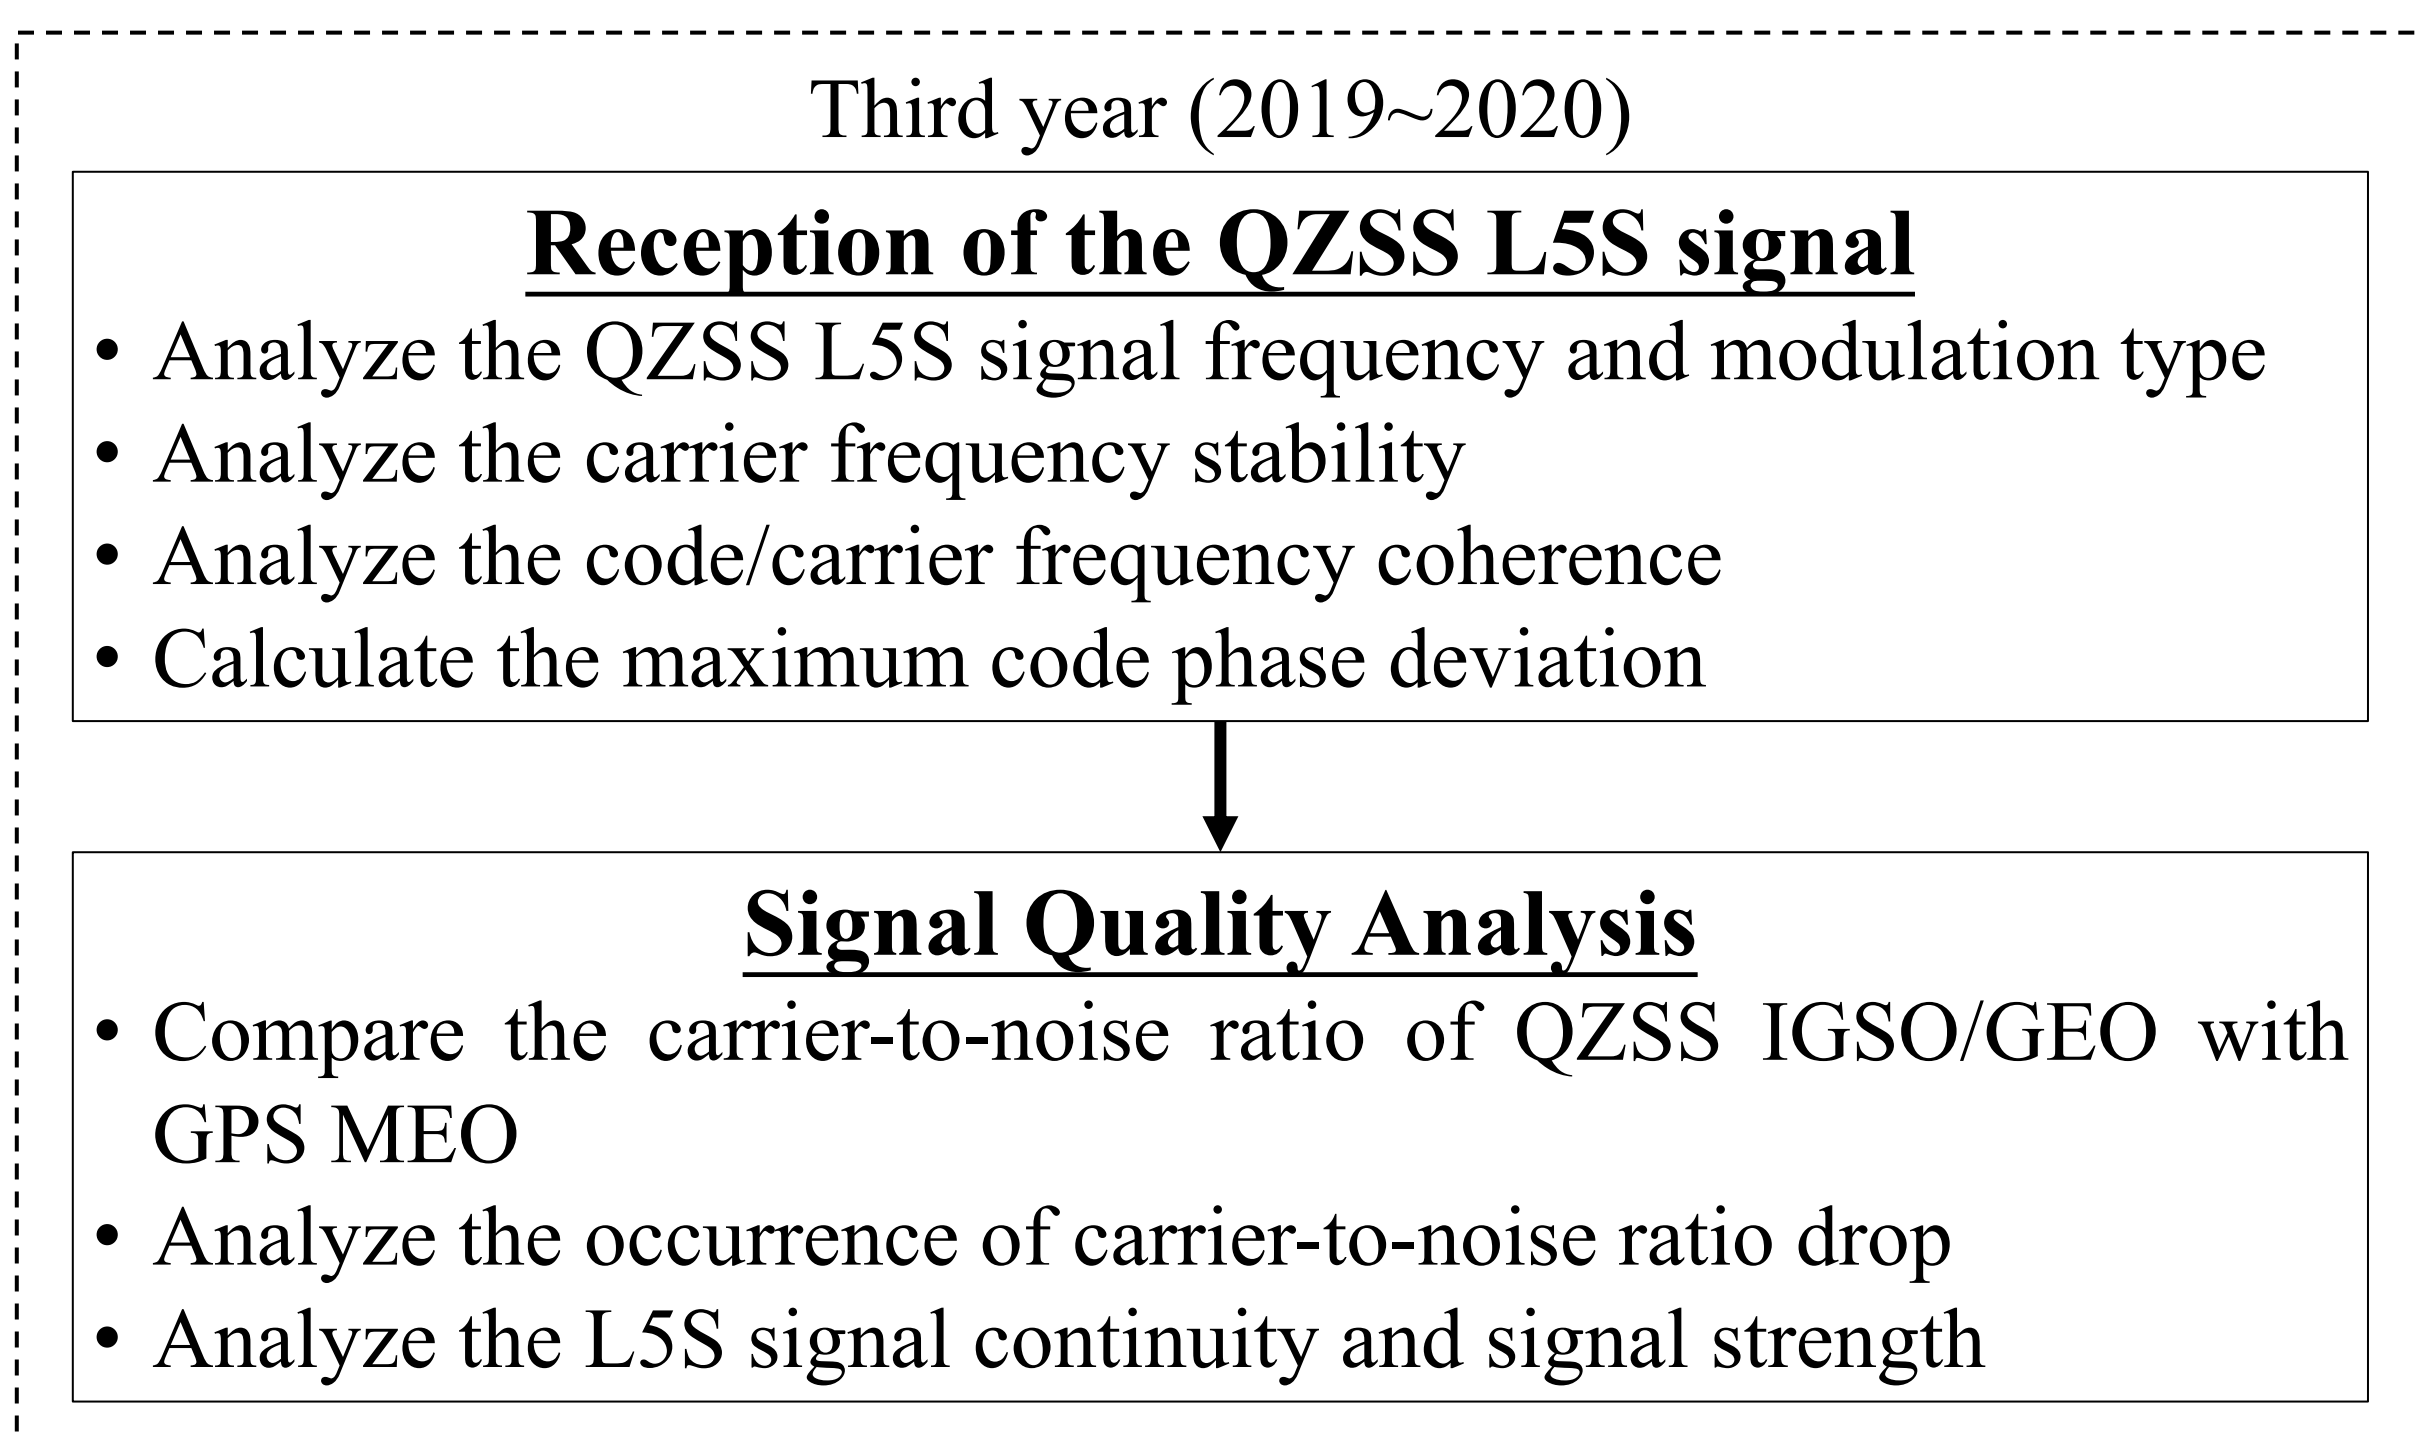 Third year (2019~2020)
Reception of the QZSS L5S signal
• Analyze the QZSS L5S signal frequency and modulation type
• Analyze the carrier frequency stability
• Analyze the code/carrier frequency coherence
• Calculate the maximum code phase deviation
Signal Quality Analysis
• Compare the carrier-to-noise ratio of QZSS IGSO/GEO with
GPS MEO
• Analyze the occurrence of carrier-to-noise ratio drop
• Analyze the L5S signal continuity and signal strength